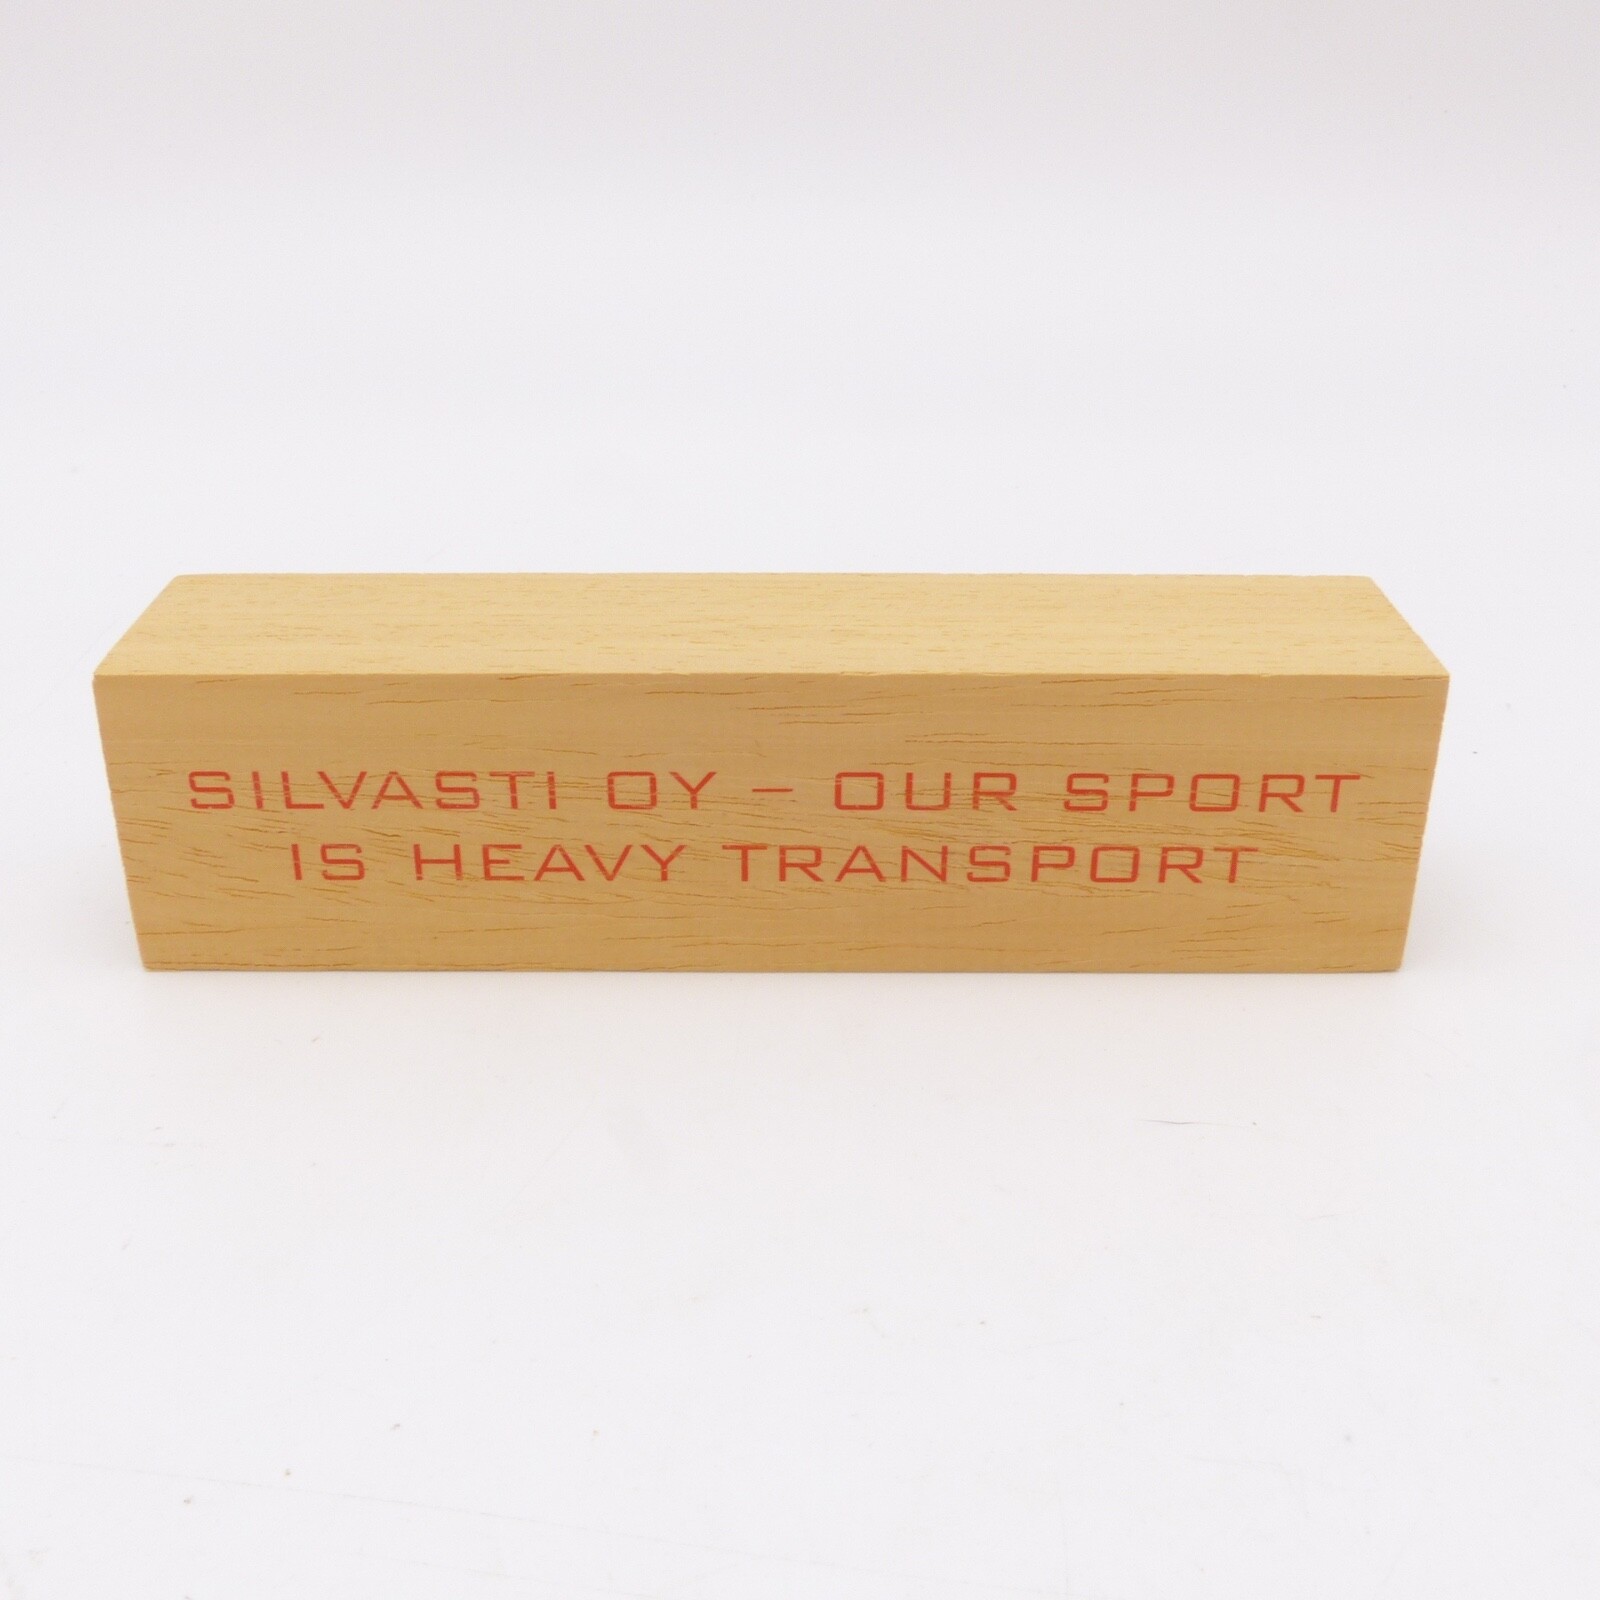 SILVASTI OY – OUR SPORT
IS HEAVY TRANSPORT